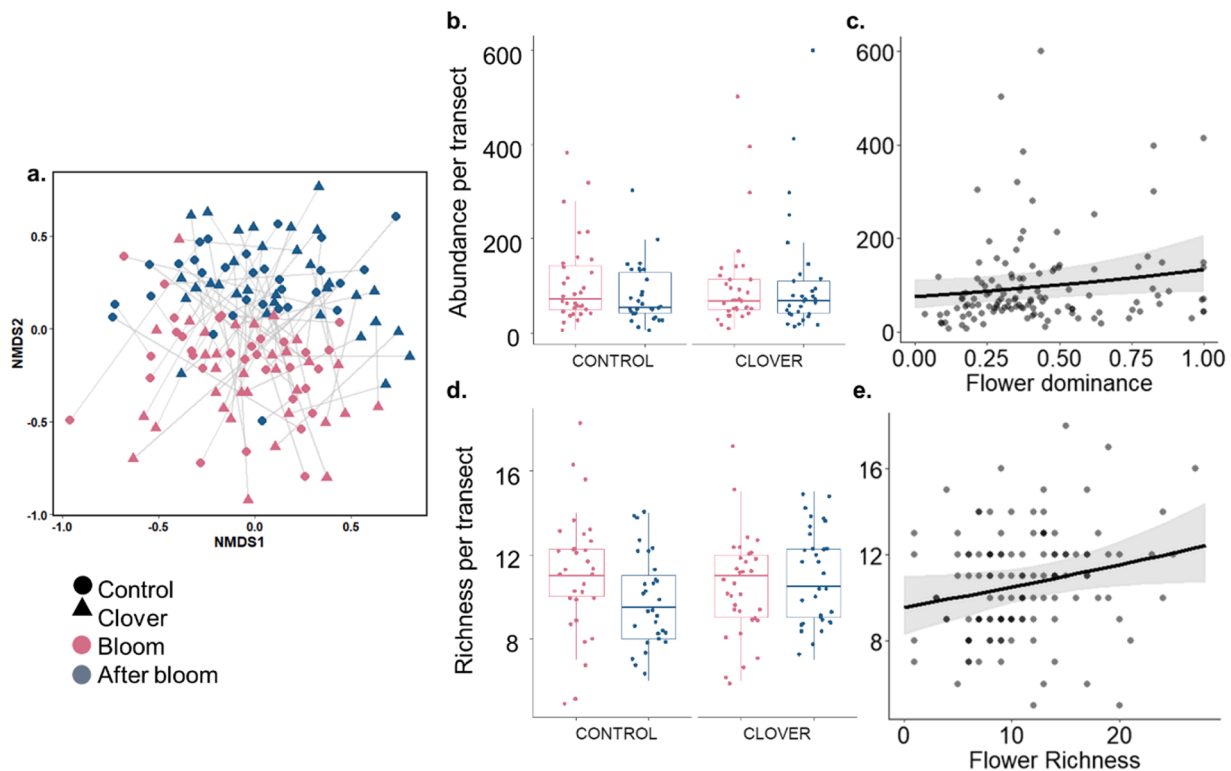 a.
NMDS2
0.5
0.0
-0.5
-1.0
-1.0
-0.5
0.0
0.5
NMDS1
Control
Clover
Bloom
After bloom
b.
Abundance per transect
600
400
200
0
CONTROL
CLOVER
c.
600
400
200
0
0.00
0.25
0.50
0.75
1.00
Flower dominance
d.
Richness per transect
16
12
8
CONTROL
CLOVER
e.
16
14
12
10
8
0
10
20
Flower Richness